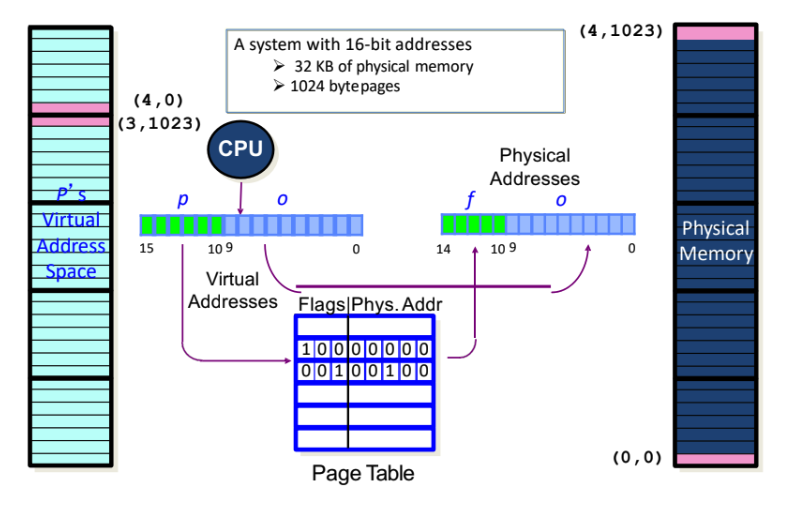 A system with 16-bit addresses
➢ 32 KB of physical memory
➢ 1024 bytepages
(4,1023)
(4,0)
(3,1023)
CPU
Physical
Addresses
p
o
f
o
P's
Virtual
Address
Space
15
10
9
0
14
10
9
0
Physical
Memory
Virtual
Addresses
Flags|Phys. Addr
1 0 0 0 0 0 0 0
0 0 1 0 0 1 0 0
(0,0)
Page Table